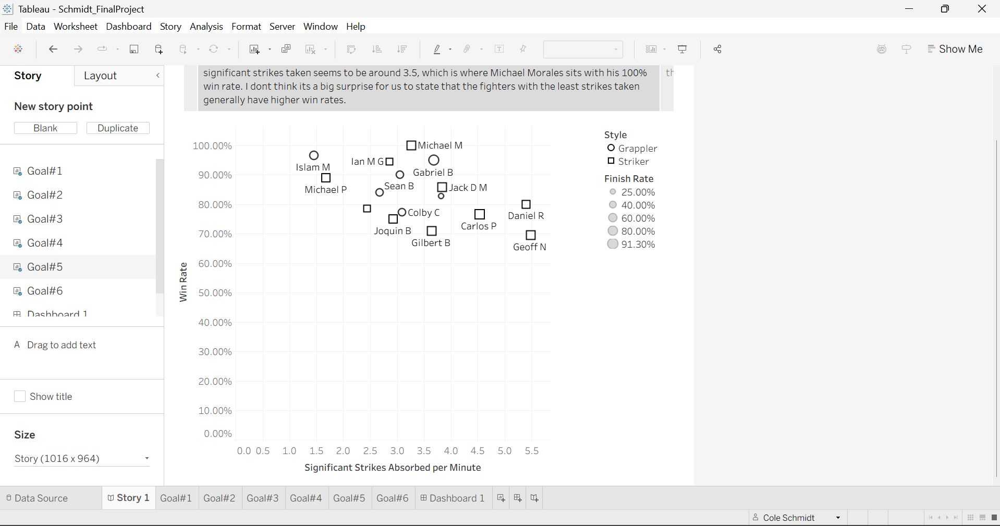 Tableau - Schmidt_FinalProject
File Data Worksheet Dashboard Story Analysis Format Server Window Help
Show Me
Story Layout
New story point
Blank Duplicate
Goal#1
Goal#2
Goal#3
Goal#4
Goal#5
Goal#6
Dashboard 1
A Drag to add text
Show title
Size
Story (1016 x 964)
significant strikes taken seems to be around 3.5, which is where Michael Morales sits with his 100%
win rate. I dont think its a big surprise for us to state that the fighters with the least strikes taken
generally have higher win rates.
th
Win Rate
100.00%
90.00%
80.00%
70.00%
60.00%
50.00%
40.00%
30.00%
20.00%
10.00%
0.00%
Michael M
Islam M
Ian M G
Gabriel B
Michael P
Sean B
Jack D M
Colby C
Daniel R
Joquin B
Carlos P
Gilbert B
Geoff N
0.0 0.5 1.0 1.5 2.0 2.5 3.0 3.5 4.0 4.5 5.0 5.5
Significant Strikes Absorbed per Minute
Style
Grappler
Striker
Finish Rate
25.00%
40.00%
60.00%
80.00%
91.30%
Data Source Story 1 Goal#1 Goal#2 Goal#3 Goal#4 Goal#5 Goal#6 Dashboard 1
Cole Schmidt